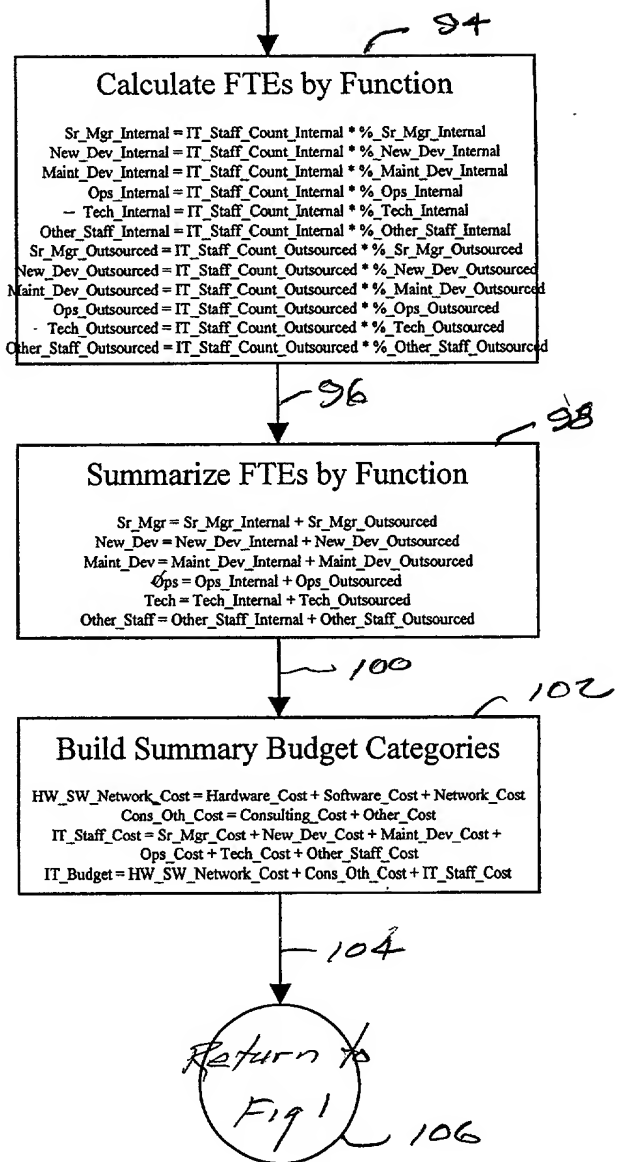 94
Calculate FTEs by Function
Sr_Mgr_Internal = IT_Staff_Count_Internal * %_Sr_Mgr_Internal
New_Dev_Internal = IT_Staff_Count_Internal * %_New_Dev_Internal
Maint_Dev_Internal = IT_Staff_Count_Internal * %_Maint_Dev_Internal
Ops_Internal = IT_Staff_Count_Internal * %_Ops_Internal
Tech_Internal = IT_Staff_Count_Internal * %_Tech_Internal
Other_Staff_Internal = IT_Staff_Count_Internal * %_Other_Staff_Internal
Sr_Mgr_Outsourced = IT_Staff_Count_Outsourced * %_Sr_Mgr_Outsourced
New_Dev_Outsourced = IT_Staff_Count_Outsourced * %_New_Dev_Outsourced
Maint_Dev_Outsourced = IT_Staff_Count_Outsourced * %_Maint_Dev_Outsourced
Ops_Outsourced = IT_Staff_Count_Outsourced * %_Ops_Outsourced
Tech_Outsourced = IT_Staff_Count_Outsourced * %_Tech_Outsourced
Other_Staff_Outsourced = IT_Staff_Count_Outsourced * %_Other_Staff_Outsourced
96
98
Summarize FTEs by Function
Sr_Mgr = Sr_Mgr_Internal + Sr_Mgr_Outsourced
New_Dev = New_Dev_Internal + New_Dev_Outsourced
Maint_Dev = Maint_Dev_Internal + Maint_Dev_Outsourced
Ops = Ops_Internal + Ops_Outsourced
Tech = Tech_Internal + Tech_Outsourced
Other_Staff = Other_Staff_Internal + Other_Staff_Outsourced
100
102
Build Summary Budget Categories
HW_SW_Network_Cost = Hardware_Cost + Software_Cost + Network_Cost
Cons_Oth_Cost = Consulting_Cost + Other_Cost
IT_Staff_Cost = Sr_Mgr_Cost + New_Dev_Cost + Maint_Dev_Cost +
Ops_Cost + Tech_Cost + Other_Staff_Cost
IT_Budget = HW_SW_Network_Cost + Cons_Oth_Cost + IT_Staff_Cost
104
Return to
Fig 1
106